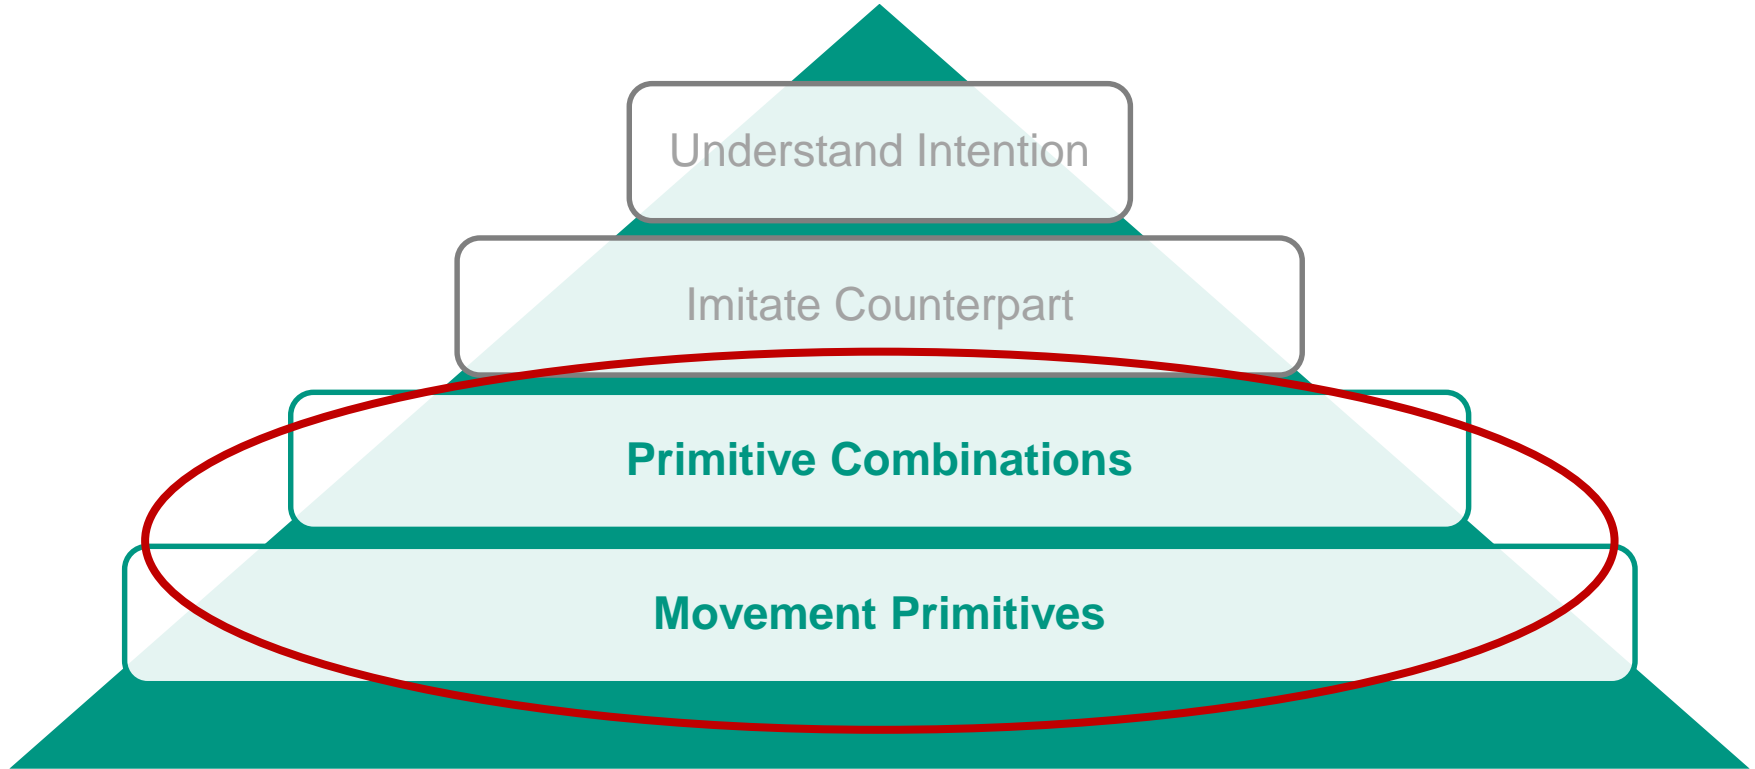 Understand Intention
Imitate Counterpart
Primitive Combinations
Movement Primitives